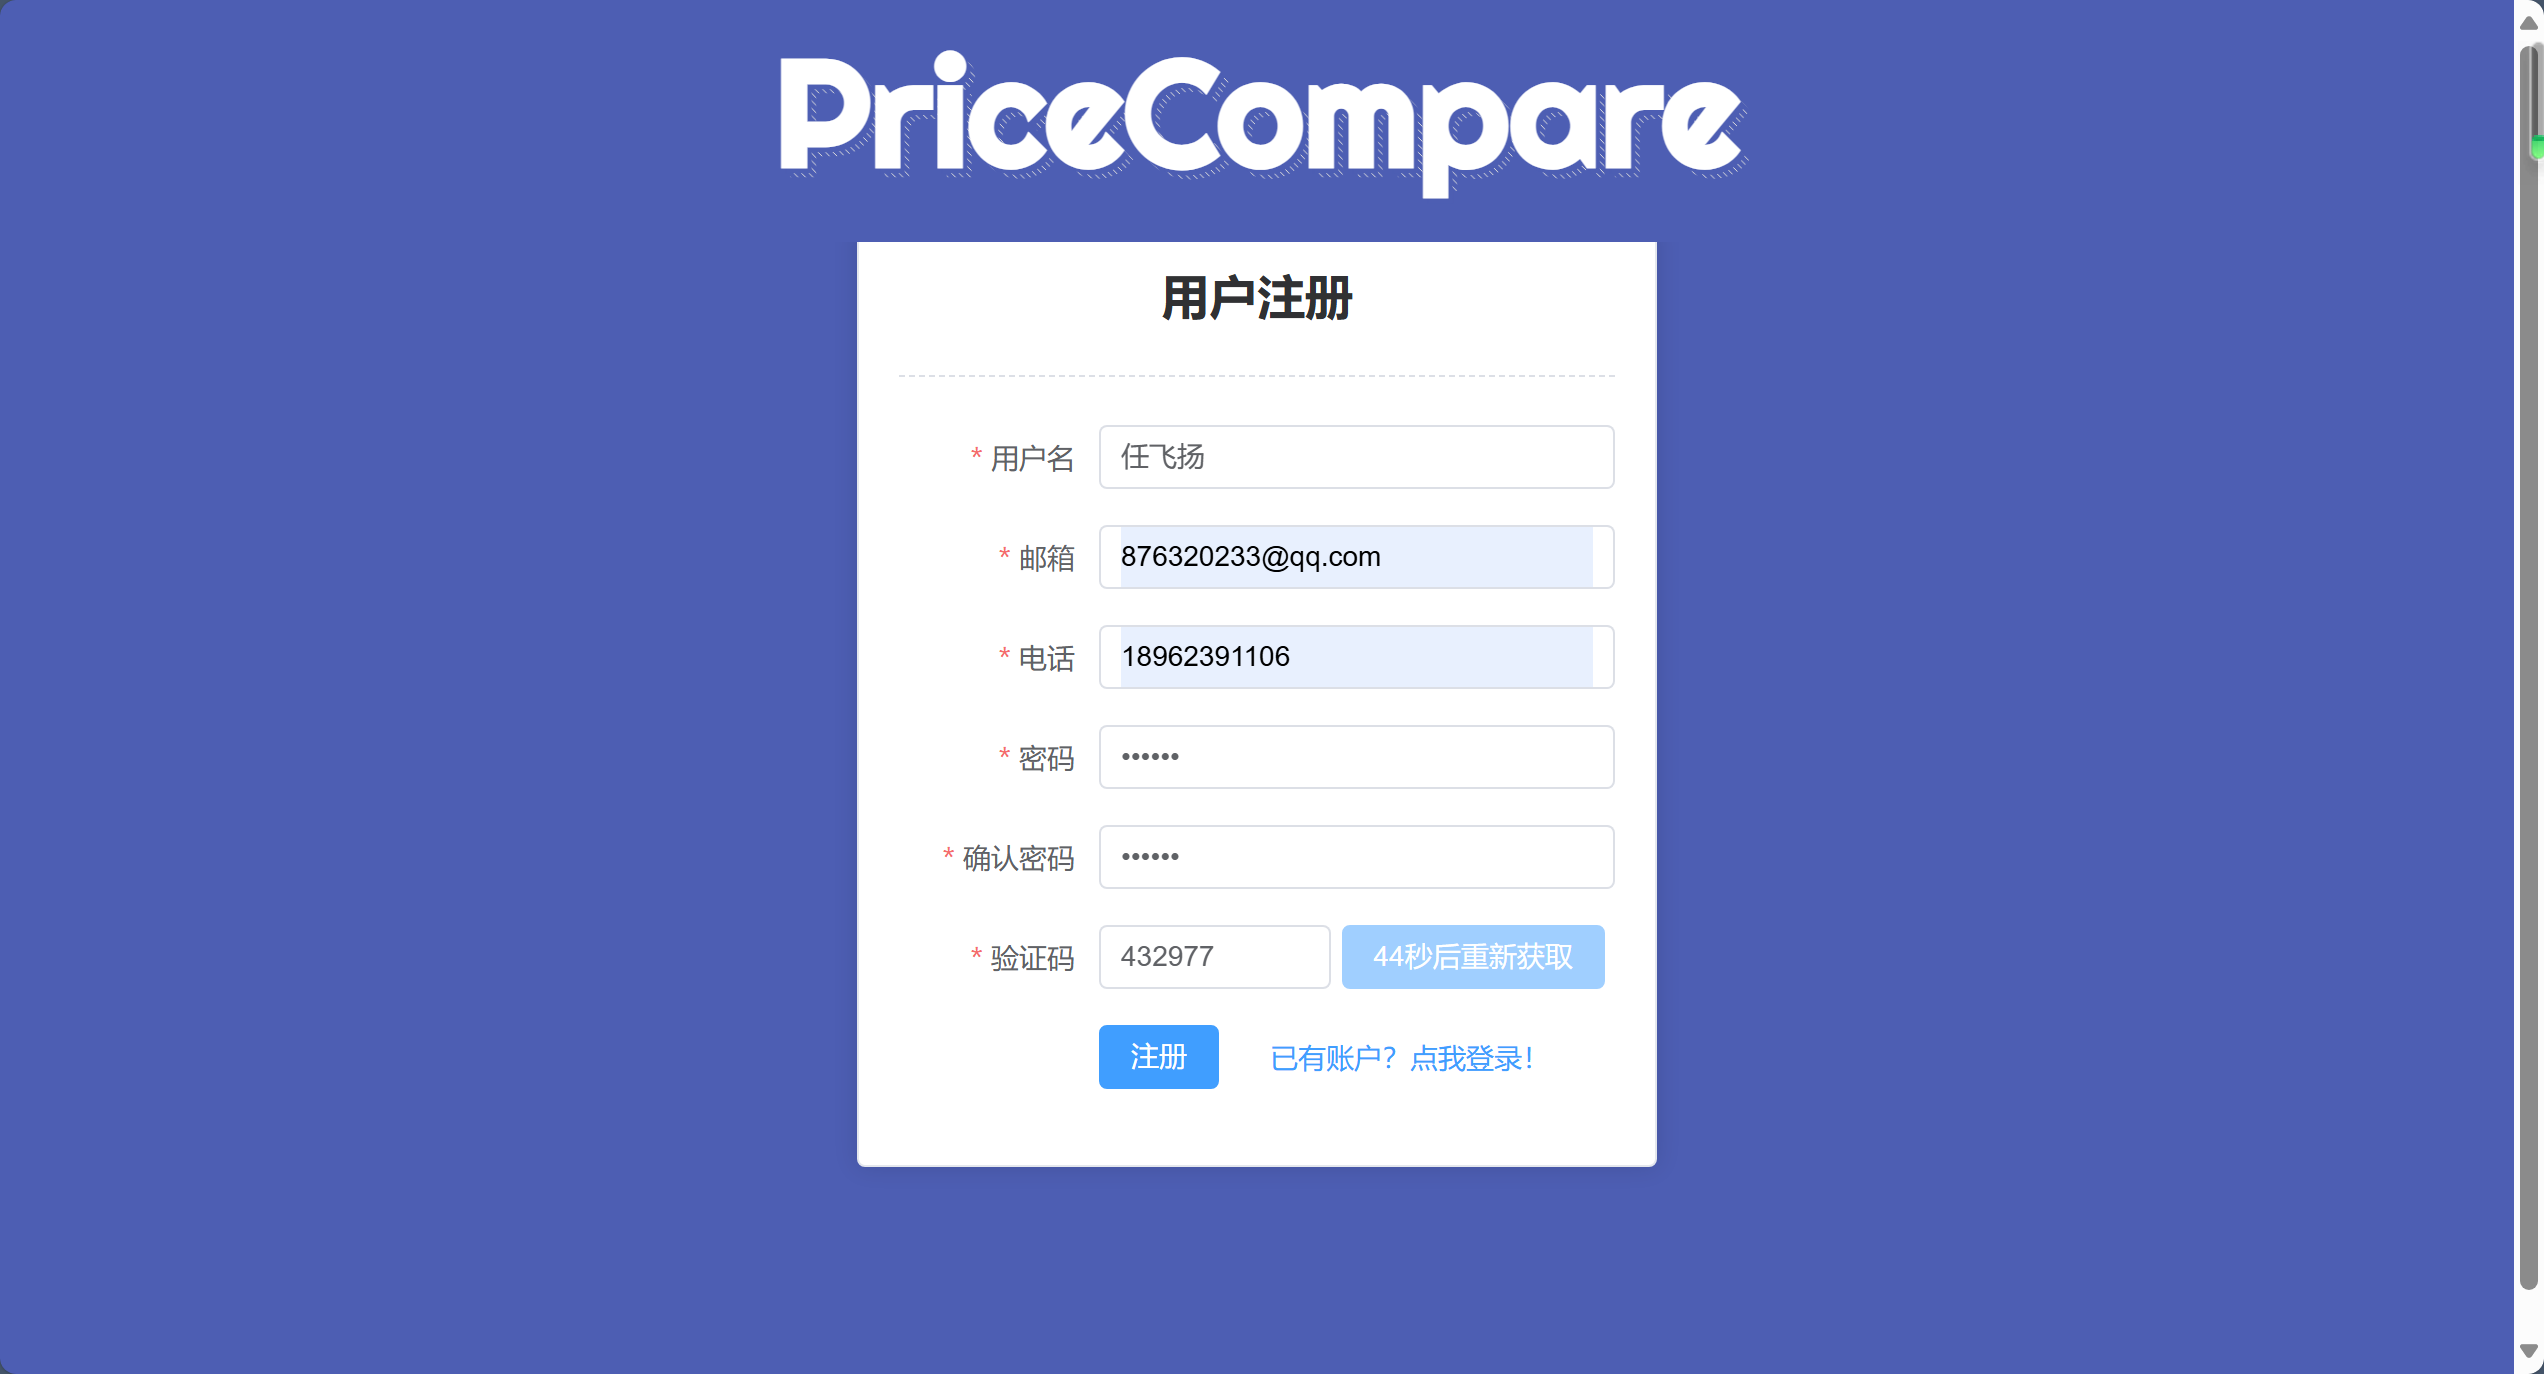 PriceCompare
用户注册
* 用户名 任飞扬
* 邮箱 876320233@qq.com
* 电话 18962391106
* 密码 ••••••
* 确认密码 ••••••
* 验证码 432977 44秒后重新获取
注册 已有账户？点我登录！